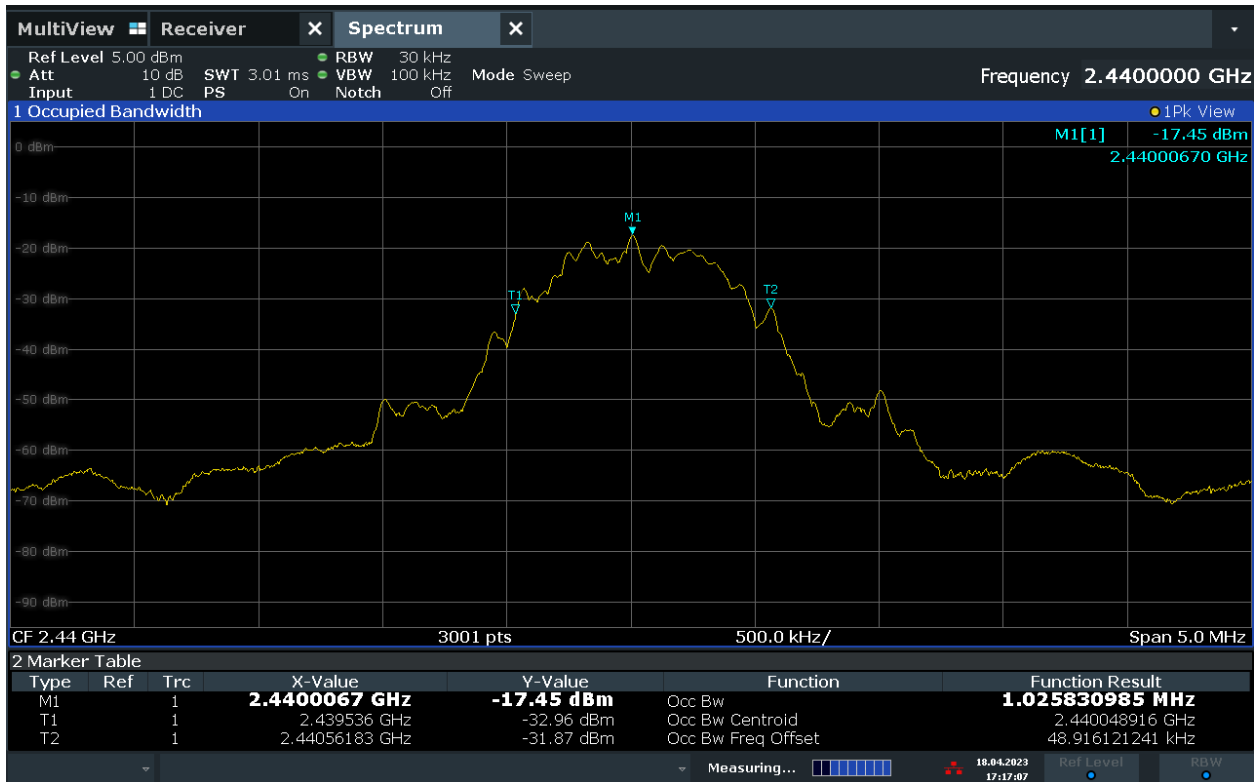 MultiView Receiver X Spectrum X
Ref Level 5.00 dBm RBW 30 kHz
Att 10 dB SWT 3.01 ms VBW 100 kHz Mode Sweep Frequency 2.4400000 GHz
Input 1 DC PS On Notch Off
1 Occupied Bandwidth 1Pk View
M1[1] -17.45 dBm
0 dBm
2.44000670 GHz
-10 dBm
M1
-20 dBm
T2
T1
-30 dBm
-40 dBm
-50 dBm
-60 dBm
-70 dBm
-80 dBm
-90 dBm
CF 2.44 GHz 3001 pts 500.0 kHz/ Span 5.0 MHz
2 Marker Table
Type Ref Trc X-Value Y-Value Function Function Result
M1 1 2.4400067 GHz -17.45 dBm Occ Bw 1.025830985 MHz
T1 1 2.439536 GHz -32.96 dBm Occ Bw Centroid 2.440048916 GHz
T2 1 2.44056183 GHz -31.87 dBm Occ Bw Freq Offset 48.916121241 kHz
Measuring... 18.04.2023 Ref Level RBW
17:17:07